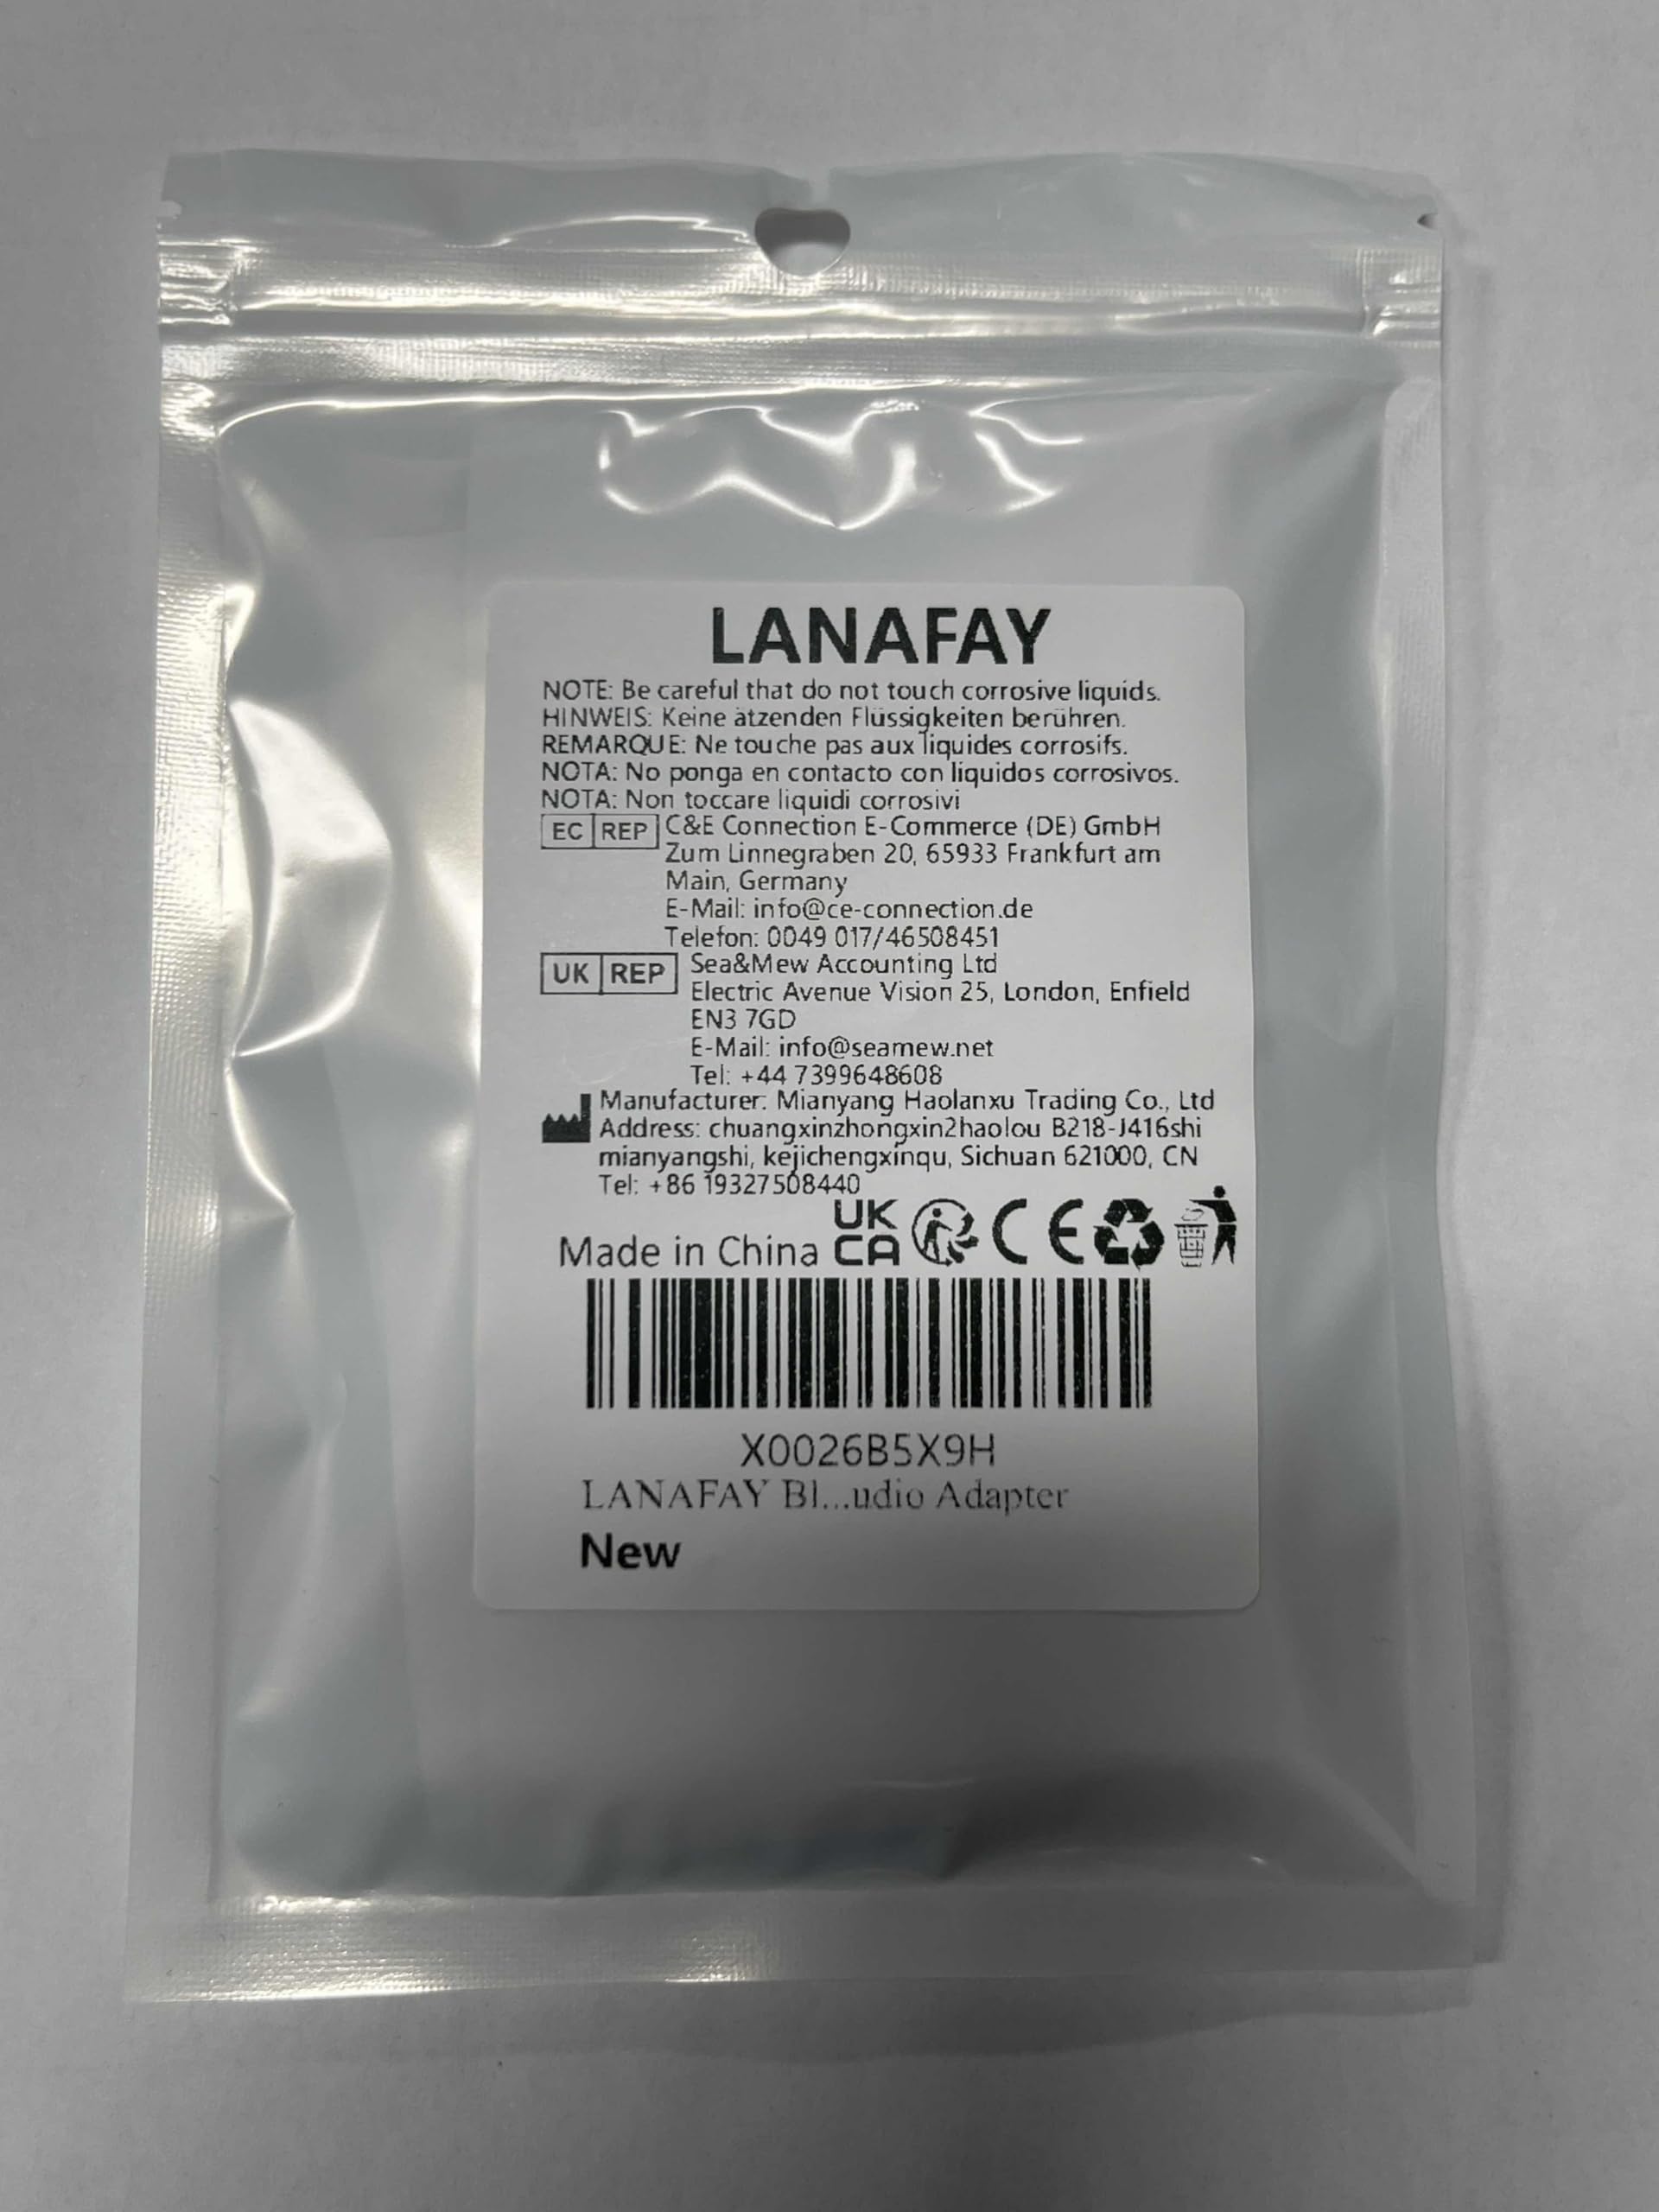 LANAFAY
NOTE: Be careful that do not touch corrosive liquids.
HINWEIS: Keine ätzenden Flüssigkeiten berühren.
REMARQUE: Ne touche pas aux liquides corrosifs.
NOTA: No ponga en contacto con líquidos corrosivos.
NOTA: Non toccare liquidi corrosivi
EC REP C&E Connection E-Commerce (DE) GmbH
Zum Linnegraben 20, 65933 Frankfurt am
Main, Germany
E-Mail: info@ce-connection.de
Telefon: 0049 017/46508451
UK REP Sea&Mew Accounting Ltd
Electric Avenue Vision 25, London, Enfield
EN3 7GD
E-Mail: info@seamew.net
Tel: +44 7399648608
Manufacturer: Mianyang Haolanxu Trading Co., Ltd
Address: chuangxinzhongxin2haolou B218-J416shi
mianyangshi, kejichengxinqu, Sichuan 621000, CN
Tel: +86 19327508440
Made in China UK CA CE
X0026B5X9H
LANAFAY Bl...udio Adapter
New